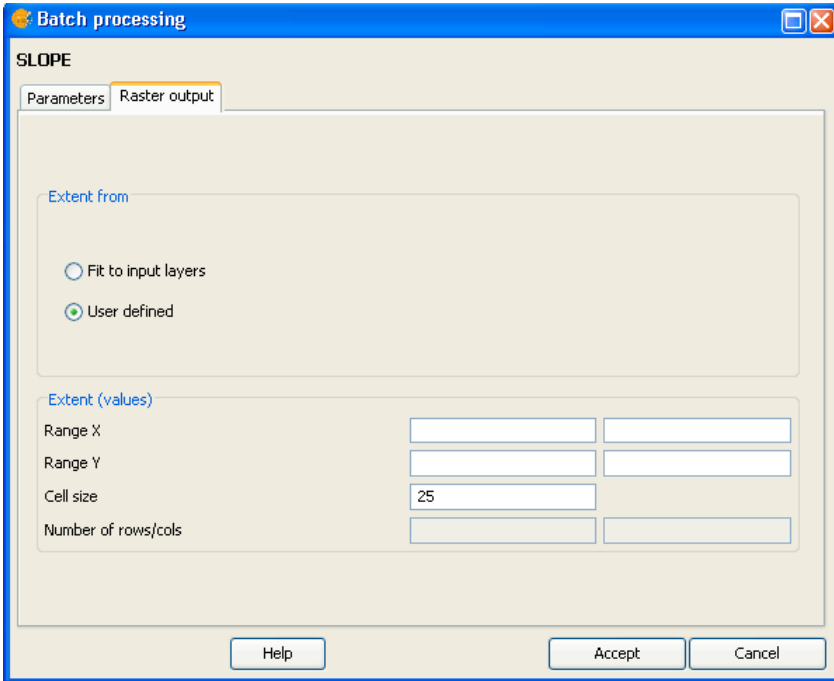 Batch processing
SLOPE
Parameters Raster output
Extent from
Fit to input layers
User defined
Extent (values)
Range X
Range Y
Cell size 25
Number of rows/cols
Help Accept Cancel